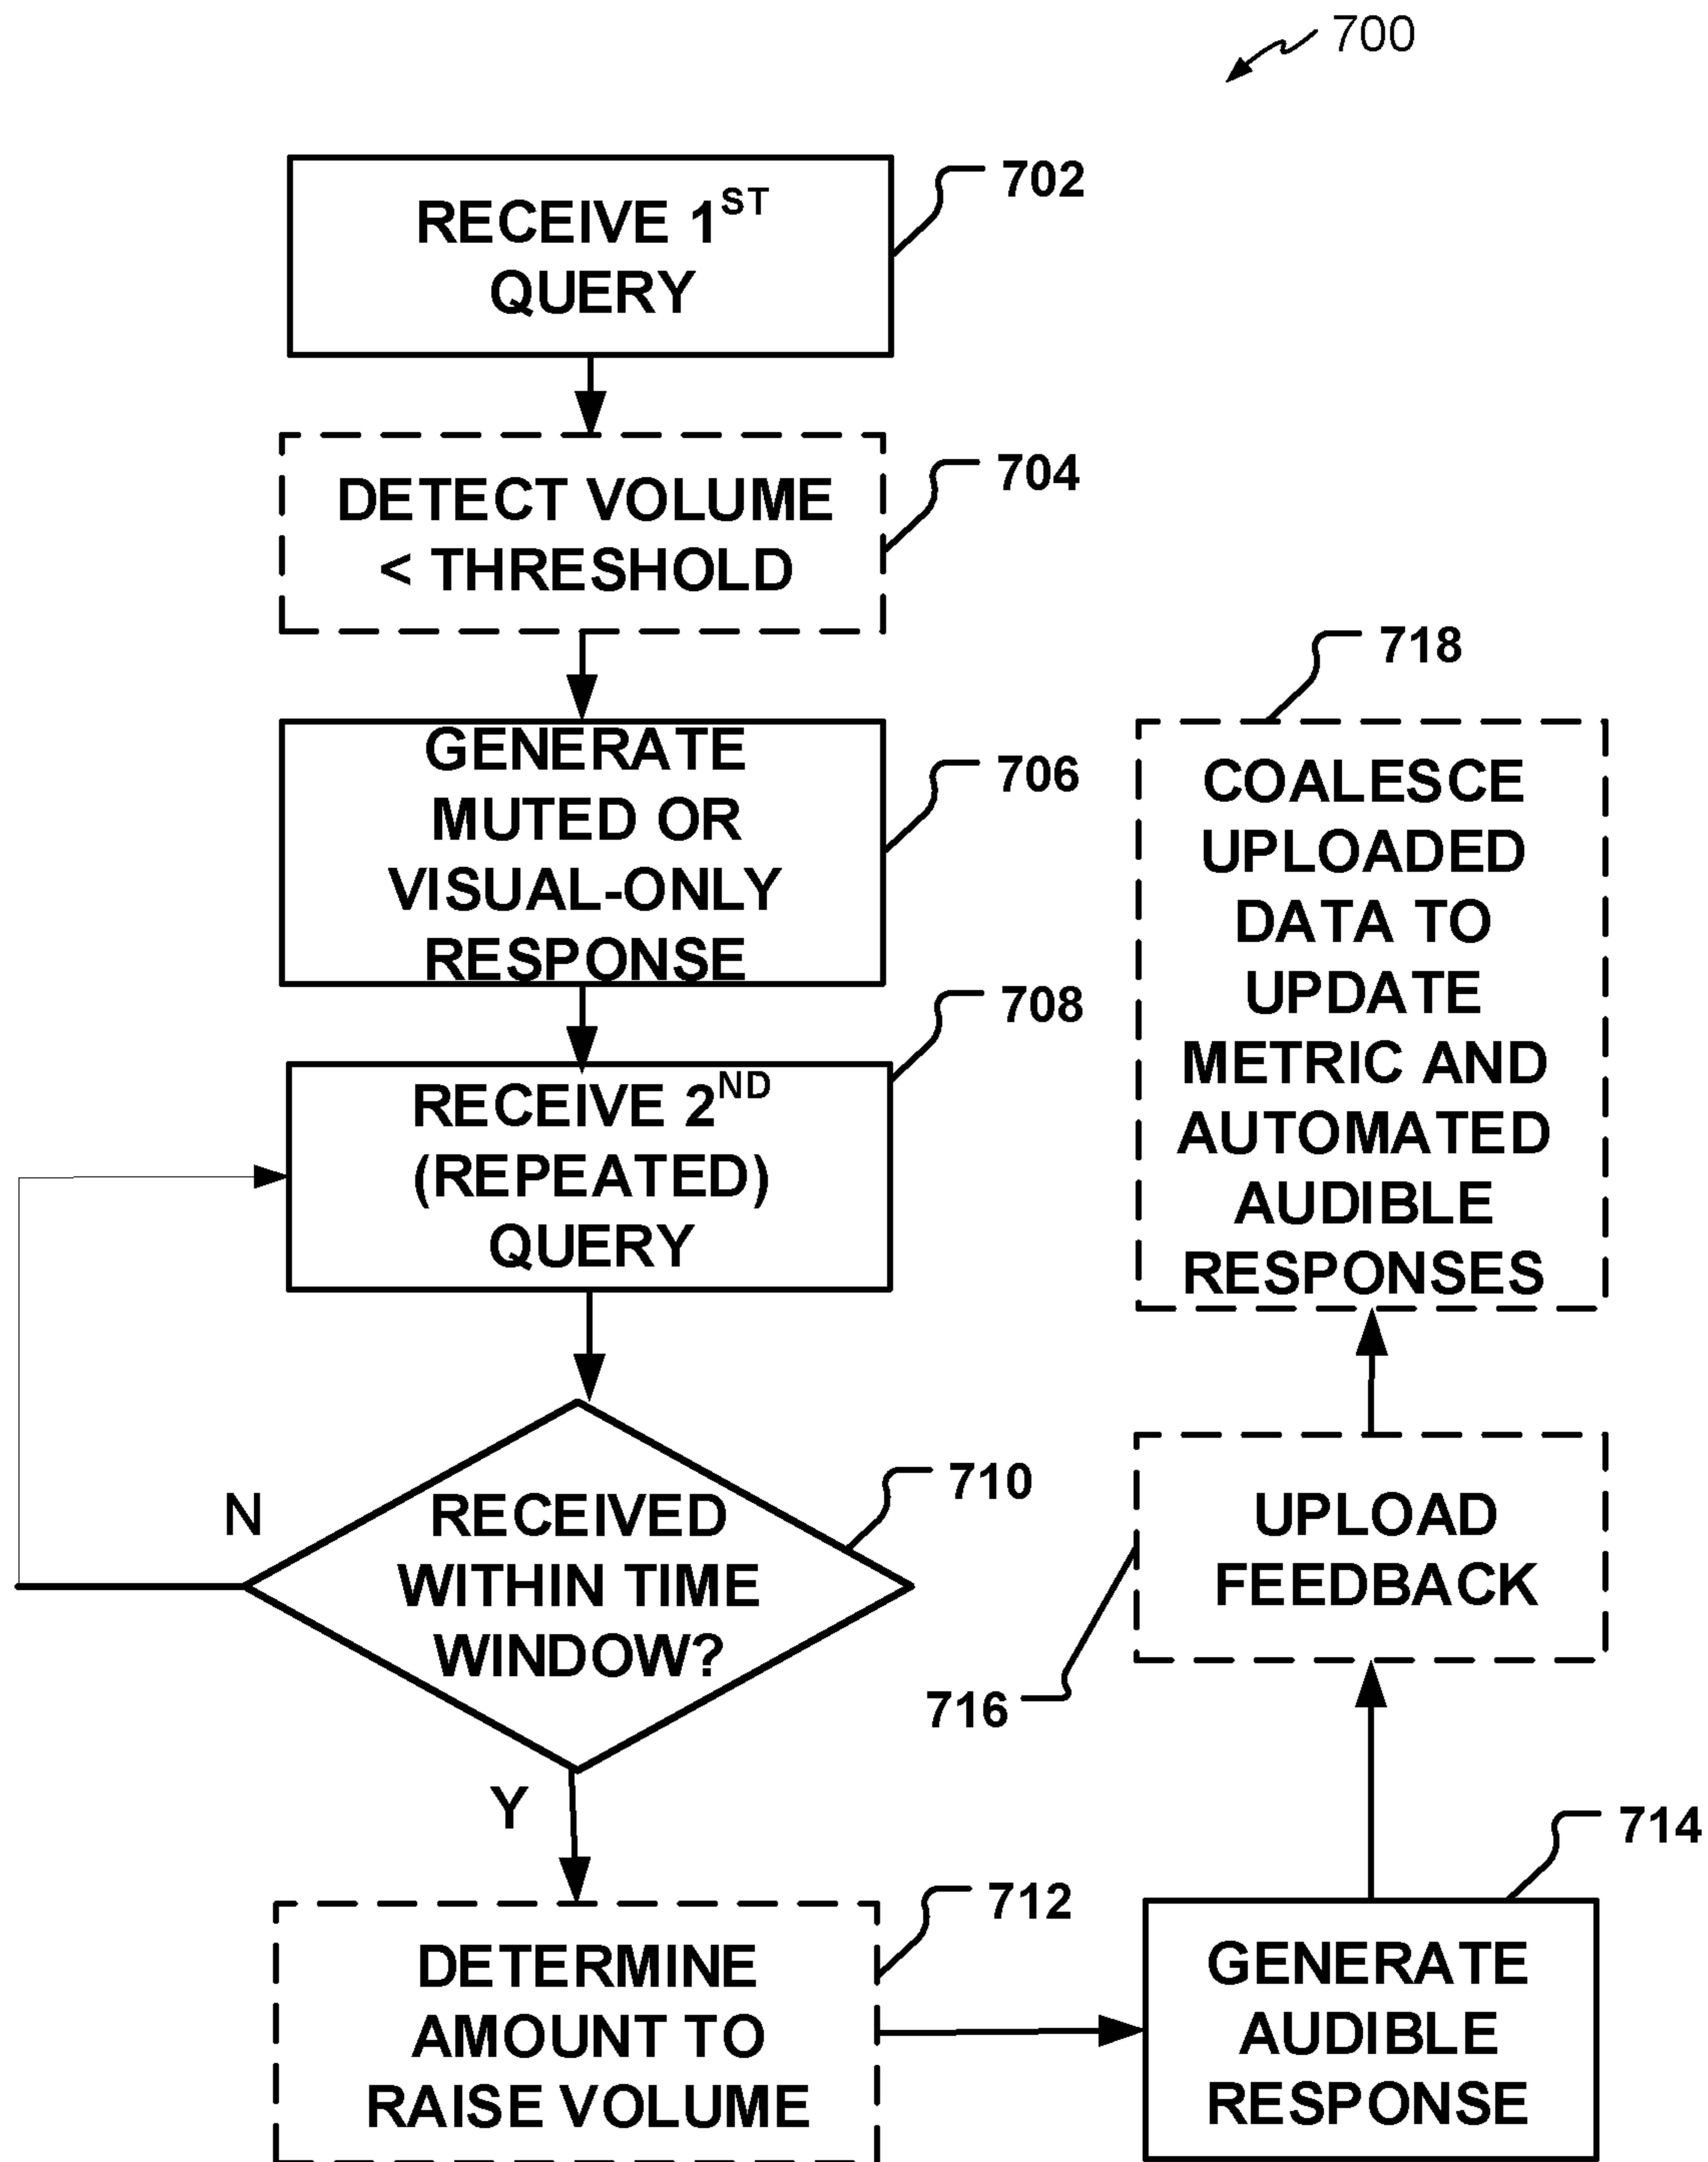 700
RECEIVE 1ST
QUERY
702
DETECT VOLUME
< THRESHOLD
704
GENERATE
MUTED OR
VISUAL-ONLY
RESPONSE
706
RECEIVE 2ND
(REPEATED)
QUERY
708
RECEIVED
WITHIN TIME
WINDOW?
710
N
Y
DETERMINE
AMOUNT TO
RAISE VOLUME
712
GENERATE
AUDIBLE
RESPONSE
714
UPLOAD
FEEDBACK
716
COALESCE
UPLOADED
DATA TO
UPDATE
METRIC AND
AUTOMATED
AUDIBLE
RESPONSES
718